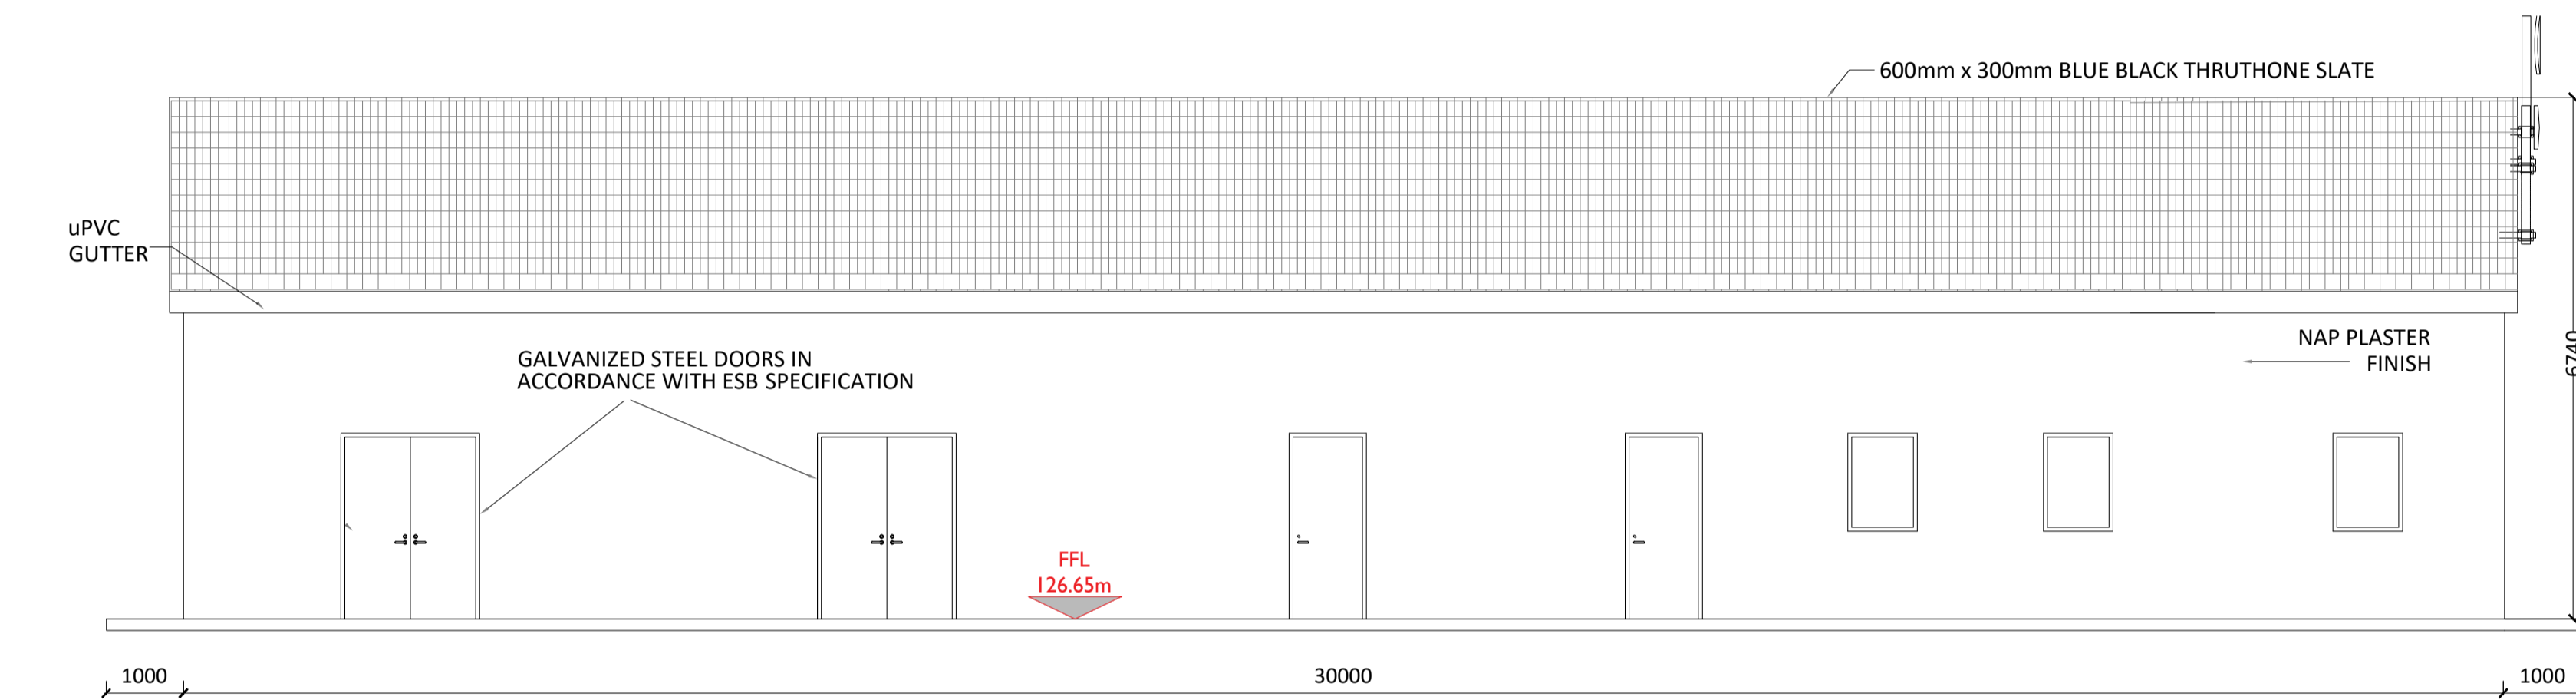 600mm x 300mm BLUE BLACK THRUTHONE SLATE
uPVC
GUTTER
NAP PLASTER
FINISH
6740
GALVANIZED STEEL DOORS IN
ACCORDANCE WITH ESB SPECIFICATION
FFL
126.65m
1000
30000
1000